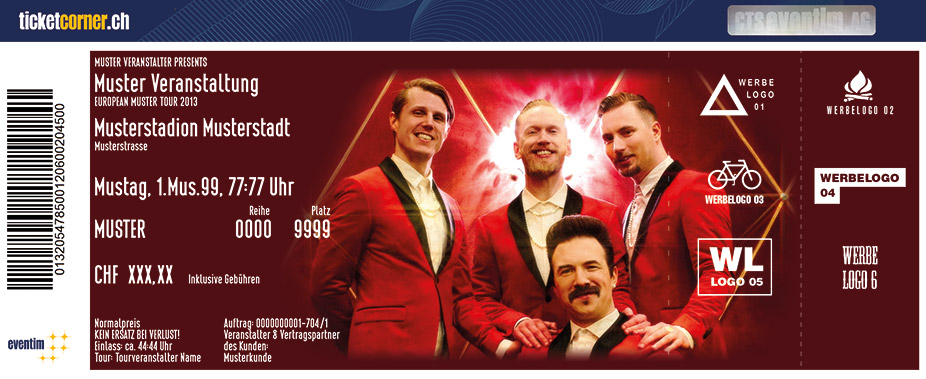 ticketcorner.ch
CTSeventim AG
MUSTER VERANSTALTER PRESENTS
Muster Veranstaltung
EUROPEAN MUSTER TOUR 2013
Musterstadion Musterstadt
Musterstrasse
Mustag, 1.Mus.99, 77:77 Uhr
Reihe Platz
MUSTER 0000 9999
CHF XXX,XX Inklusive Gebühren
Normalpreis
KEIN ERSATZ BEI VERLUST!
Einlass: ca. 44:44 Uhr
Tour: Tourveranstalter Name
Auftrag: 0000000001-704/1
Veranstalter & Vertragspartner
des Kunden:
Musterkunde
01320547850012060020450​0
eventim
WERBE
LOGO
01
WERBELOGO 02
WERBELOGO 03
WERBELOGO
04
WL
LOGO 05
WERBE
LOGO 6